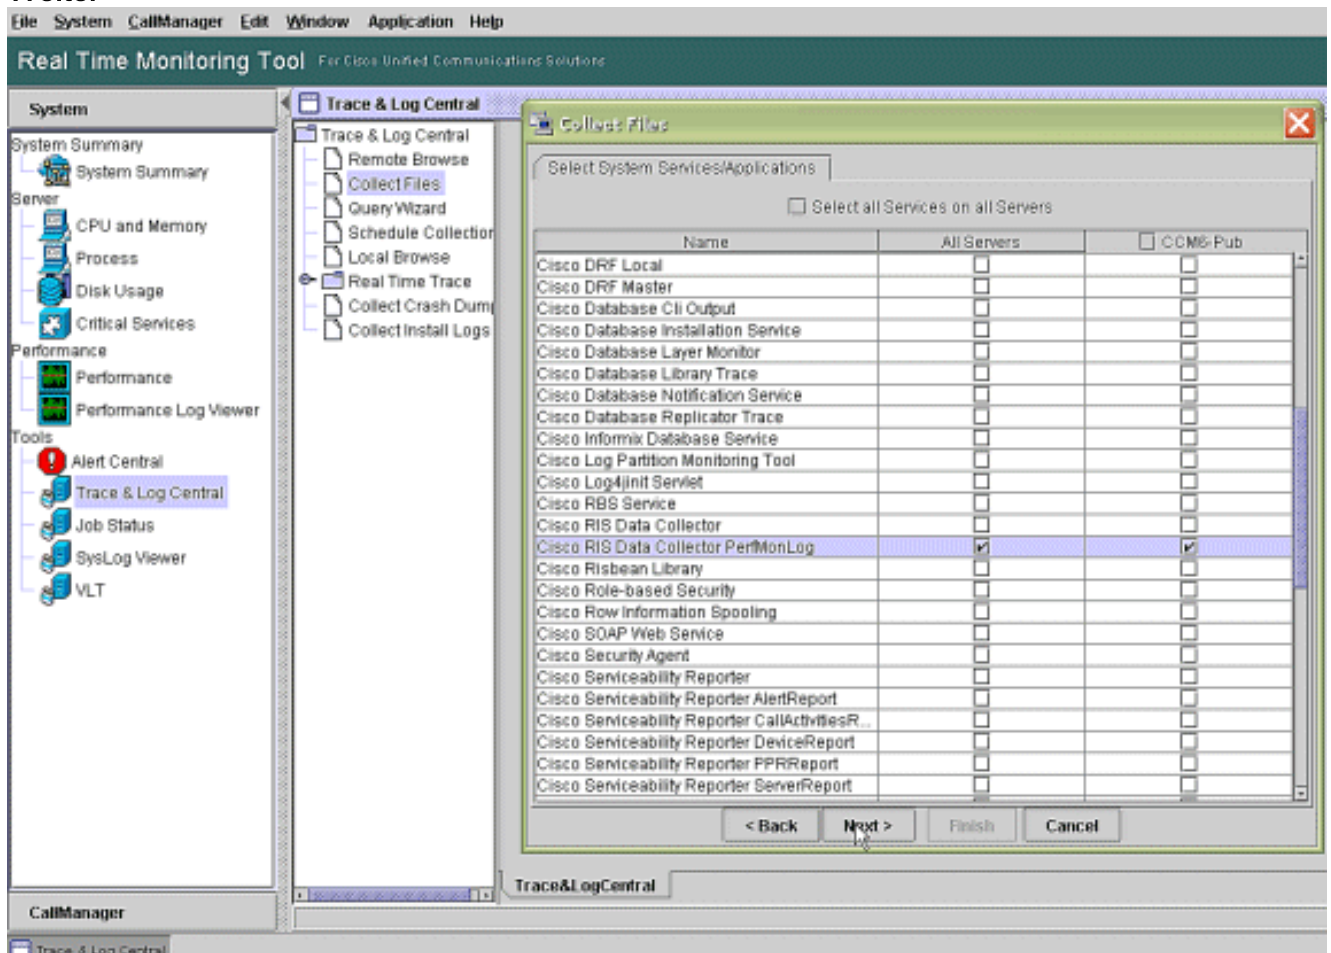 File System CallManager Edit Window Application Help
Real Time Monitoring Tool For Cisco Unified Communications Solutions
System
System Summary
System Summary
Server
CPU and Memory
Process
Disk Usage
Critical Services
Performance
Performance
Performance Log Viewer
Tools
Alert Central
Trace & Log Central
Job Status
SysLog Viewer
VLT
CallManager
Trace & Log Central
Trace & Log Central
Remote Browse
Collect Files
Query Wizard
Schedule Collection
Local Browse
Real Time Trace
Collect Crash Dum
Collect Install Logs
Collect Files
Select System Services/Applications
Select all Services on all Servers
Name All Servers CCM6-Pub
Cisco DRF Local
Cisco DRF Master
Cisco Database Cli Output
Cisco Database Installation Service
Cisco Database Layer Monitor
Cisco Database Library Trace
Cisco Database Notification Service
Cisco Database Replicator Trace
Cisco Informix Database Service
Cisco Log Partition Monitoring Tool
Cisco Log4jinit Servlet
Cisco RBS Service
Cisco RIS Data Collector
Cisco RIS Data Collector PerfMonLog
Cisco Risbean Library
Cisco Role-based Security
Cisco Row Information Spooling
Cisco SOAP Web Service
Cisco Security Agent
Cisco Serviceability Reporter
Cisco Serviceability Reporter AlertReport
Cisco Serviceability Reporter CallActivitiesR...
Cisco Serviceability Reporter DeviceReport
Cisco Serviceability Reporter PPRReport
Cisco Serviceability Reporter ServerReport
< Back Next > Finish Cancel
Trace&LogCentral
Trace & Log Central